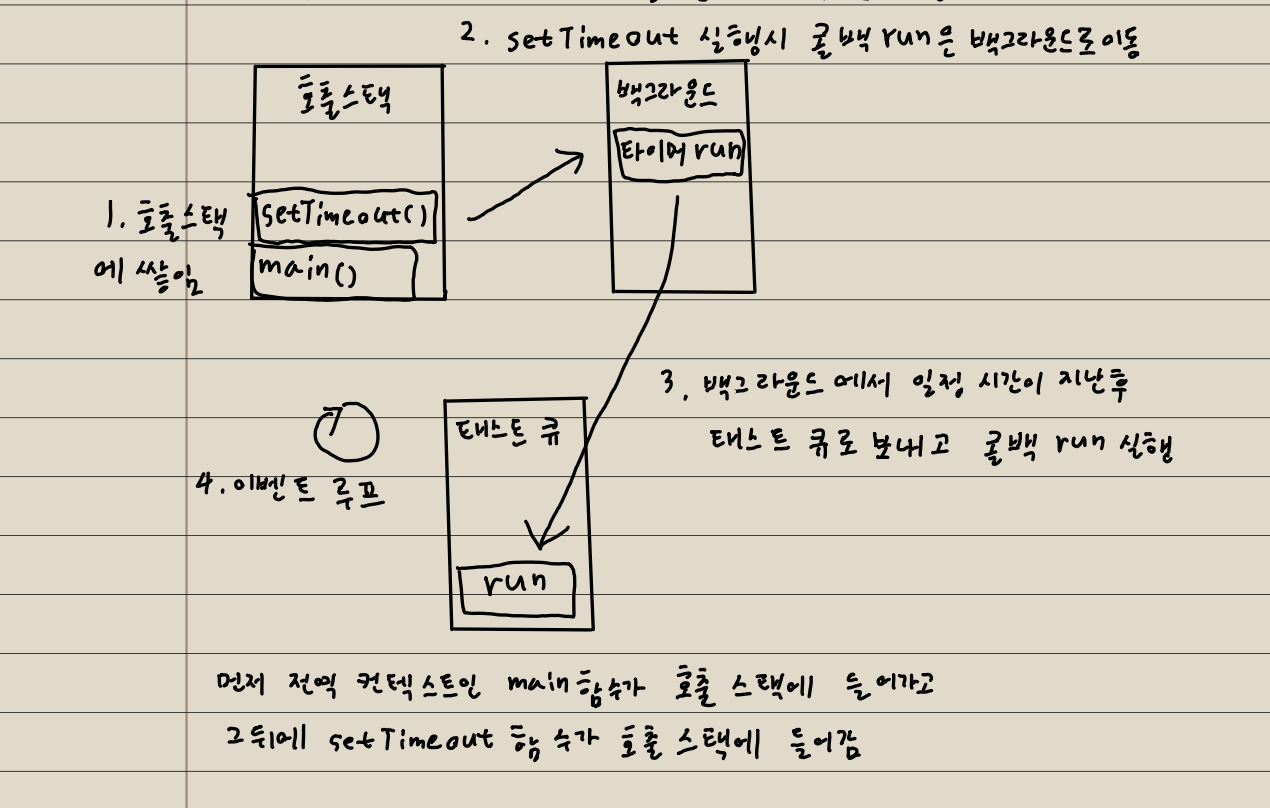 2. setTimeout 실행시 콜백 run은 백그라운드로 이동
호출스택
백그라운드
타이머 run
1. 호출스택
에 쌓임
setTimeout()
main()
3. 백그라운드에서 일정 시간이 지난후
태스트 큐로 보내고 콜백 run 실행
태스트 큐
4. 이벤트 루프
run
먼저 전역 컨텍스트인 main함수가 호출 스택에 들어가고
그 뒤에 setTimeout 함수가 호출 스택에 들어감